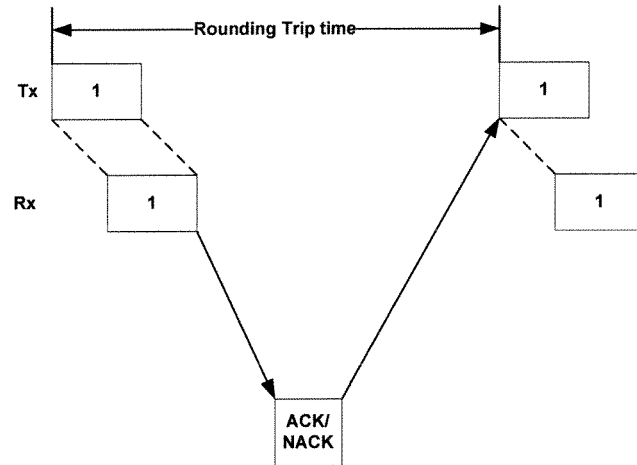 Rounding Trip time
Tx
1
1
Rx
1
1
ACK/
NACK